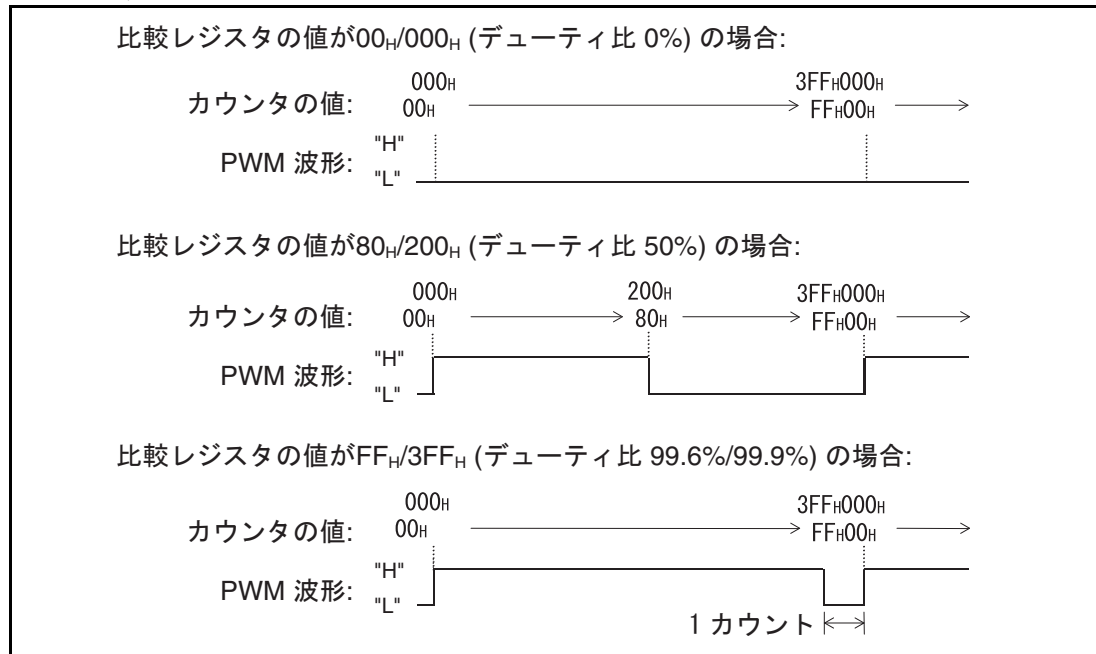 比較レジスタの値が00H/000H (デューティ比 0%) の場合:
000H 3FFH000H
カウンタの値: 00H FFH00H
"H"
PWM 波形:
"L"
比較レジスタの値が80H/200H (デューティ比 50%) の場合:
000H 200H 3FFH000H
カウンタの値: 00H 80H FFH00H
"H"
PWM 波形:
"L"
比較レジスタの値がFFH/3FFH (デューティ比 99.6%/99.9%) の場合:
000H 3FFH000H
カウンタの値: 00H FFH00H
"H"
PWM 波形:
"L"
1 カウント